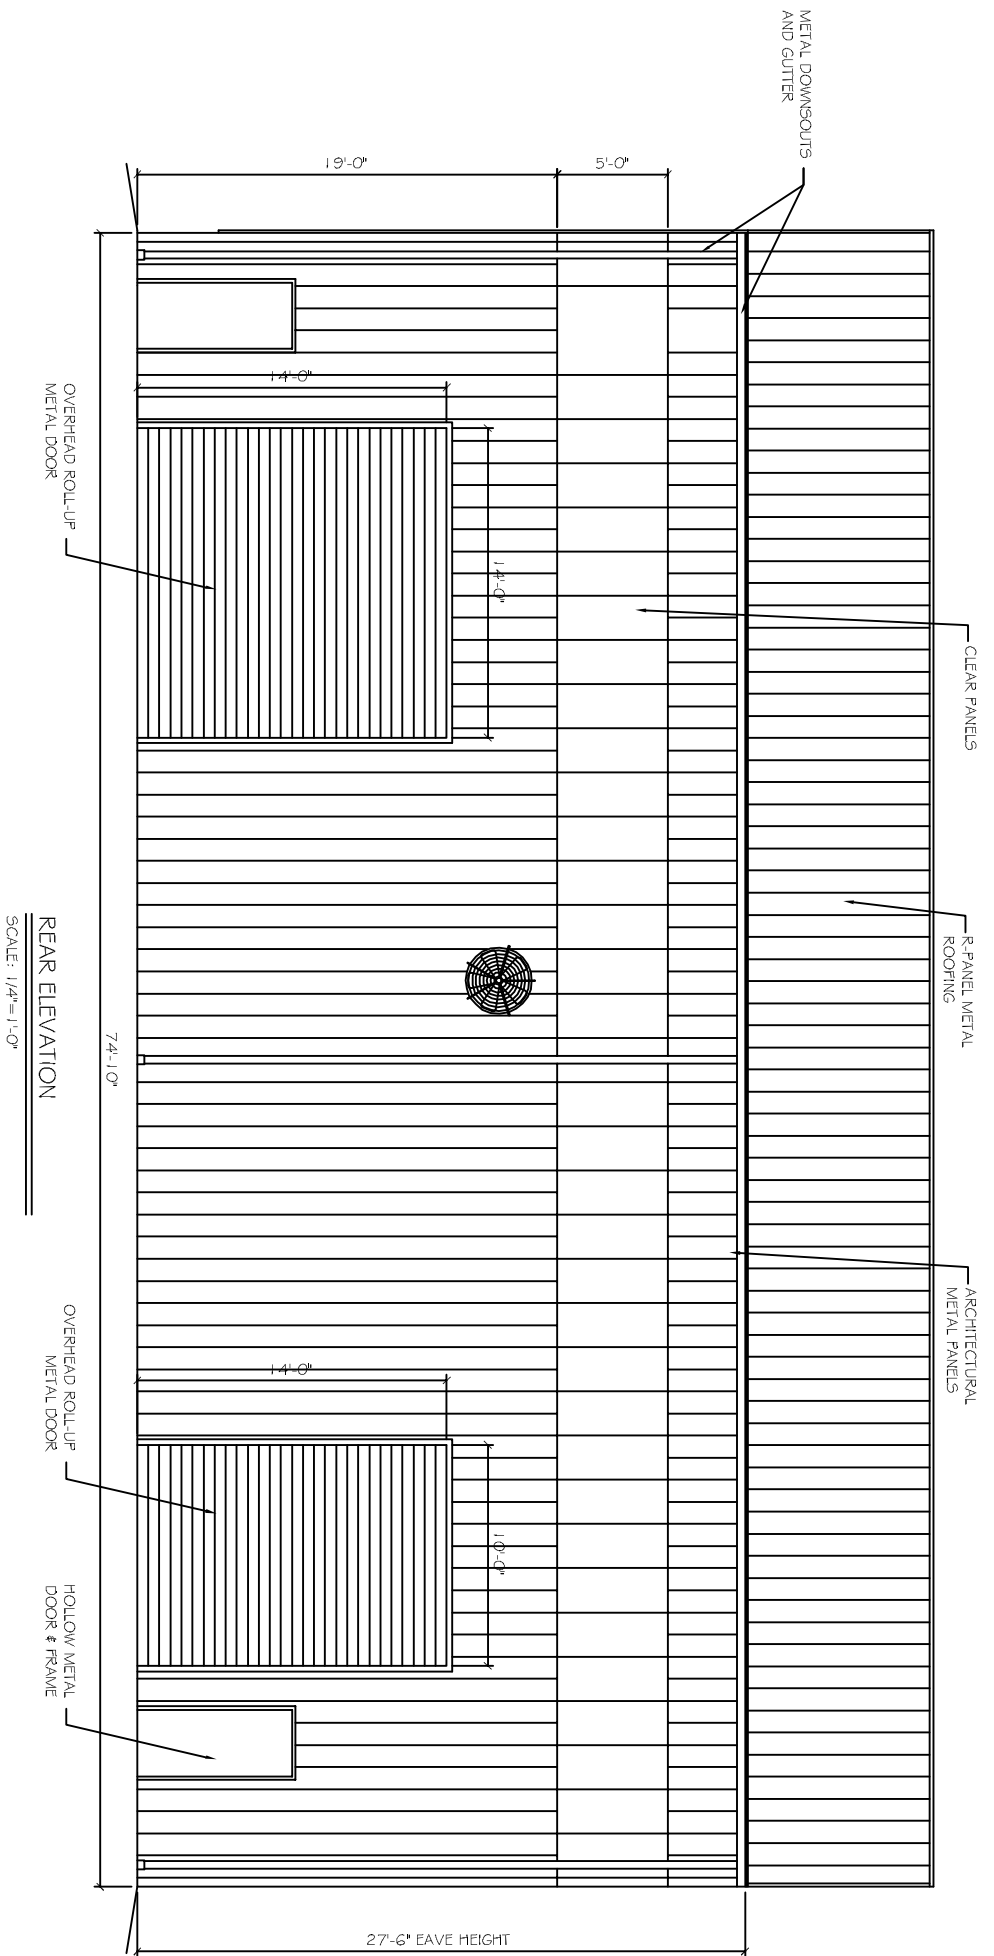 METAL DOWNSOUTS
AND GUTTER
CLEAR PANELS
R-PANEL METAL
ROOFING
ARCHITECTURAL
METAL PANELS
5'-0"
19'-0"
14'-0"
14'-0"
14'-0"
10'-0"
27'-6" EAVE HEIGHT
74'-10"
OVERHEAD ROLL-UP
METAL DOOR
OVERHEAD ROLL-UP
METAL DOOR
HOLLOW METAL
DOOR & FRAME
REAR ELEVATION
SCALE: 1/4"=1'-0"